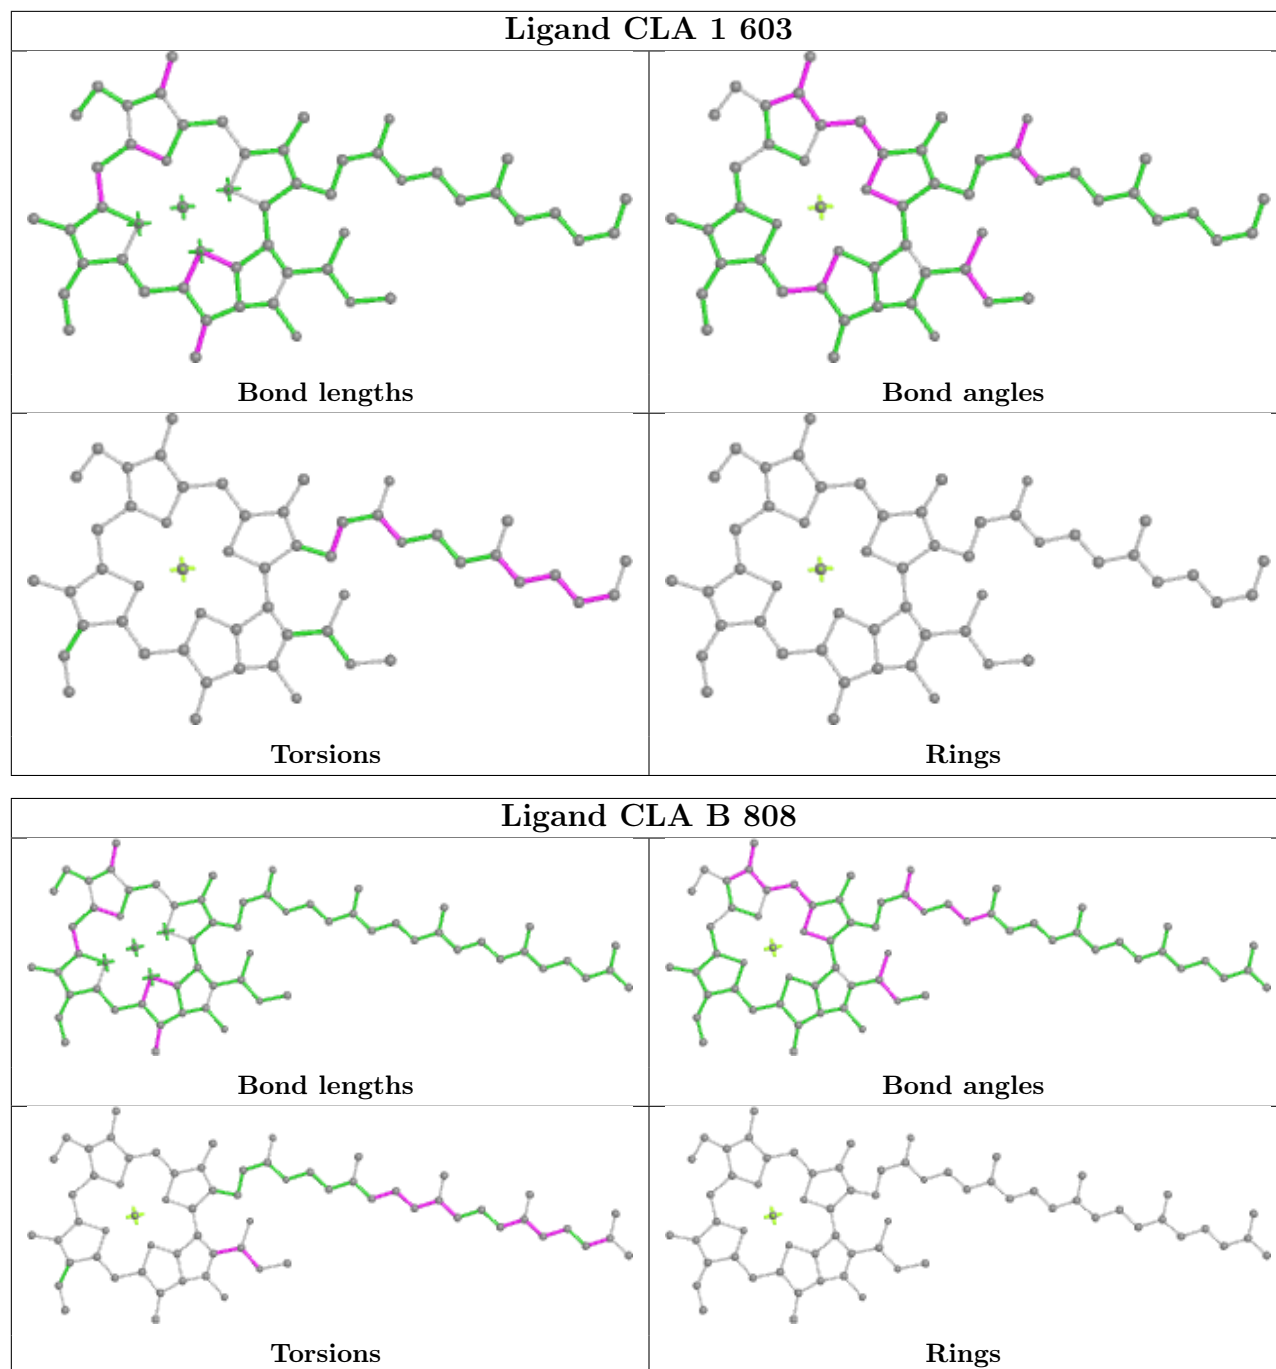 Ligand CLA 1 603
Bond lengths
Bond angles
Torsions
Rings
Ligand CLA B 808
Bond lengths
Bond angles
Torsions
Rings